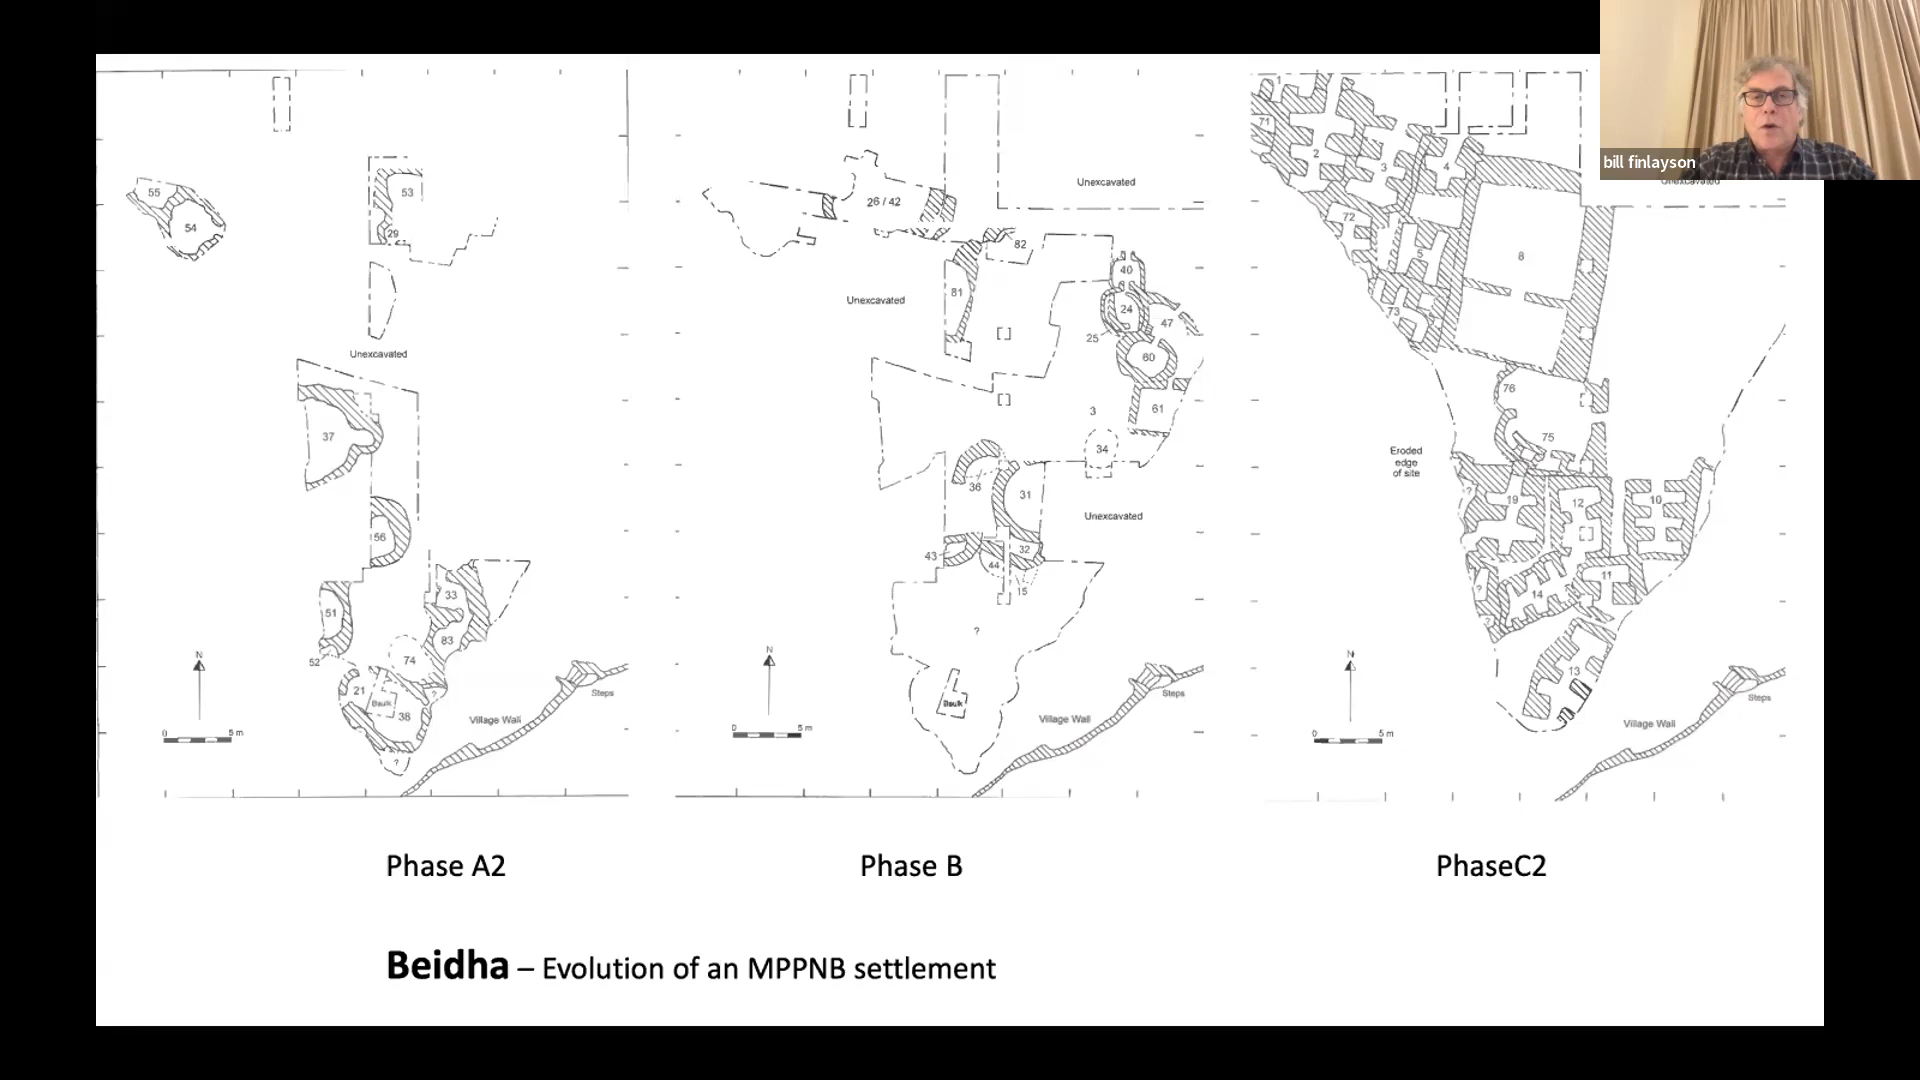 55
54
53
29
Unexcavated
37
56
51
33
83
52
74
21
Baulk
38
?
?
N
0 5 m
Village Wall
Steps
Unexcavated
26 / 42
82
40
81
24
47
25
60
Unexcavated
61
3
34
36
31
Unexcavated
43
32
44
15
?
Baulk
N
0 5 m
Village Wall
Steps
1
71
2
3
4
72
5
8
73
76
75
Eroded
edge
of site
?
19
12
10
?
14
11
?
13
N
0 5 m
Village Wall
Steps
Unexcavated
bill finlayson
Phase A2
Phase B
PhaseC2
Beidha – Evolution of an MPPNB settlement